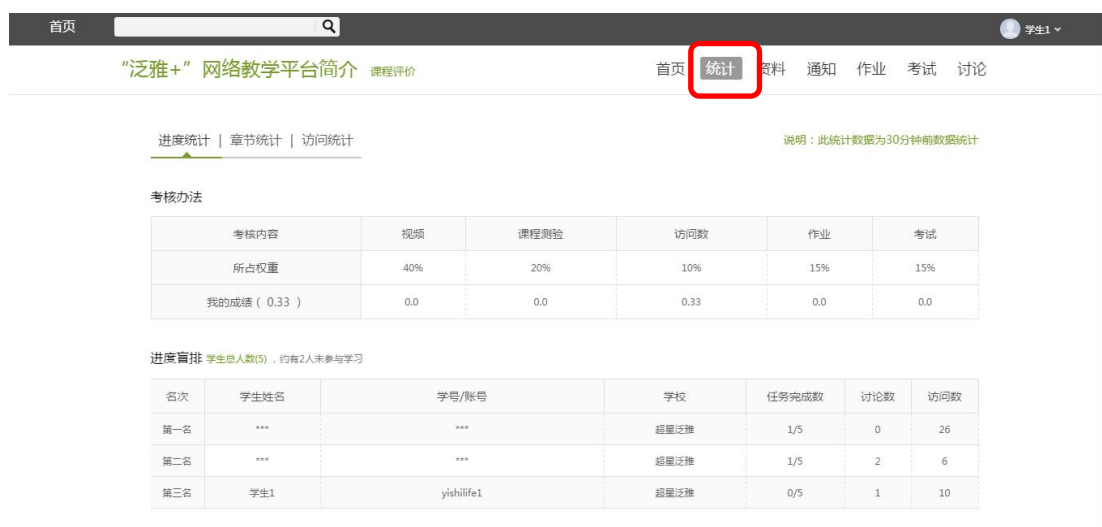 首页 学生1
“泛雅+”网络教学平台简介 课程评价 首页 统计 资料 通知 作业 考试 讨论
进度统计 | 章节统计 | 访问统计 说明：此统计数据为30分钟前数据统计
考核办法
考核内容 视频 课程测验 访问数 作业 考试
所占权重 40% 20% 10% 15% 15%
我的成绩 ( 0.33 ) 0.0 0.0 0.33 0.0 0.0
进度盲排 学生总人数(5) , 约有2人未参与学习
名次 学生姓名 学号/账号 学校 任务完成数 讨论数 访问数
第一名 *** *** 超星泛雅 1/5 0 26
第二名 *** *** 超星泛雅 1/5 2 6
第三名 学生1 yishilife1 超星泛雅 0/5 1 10